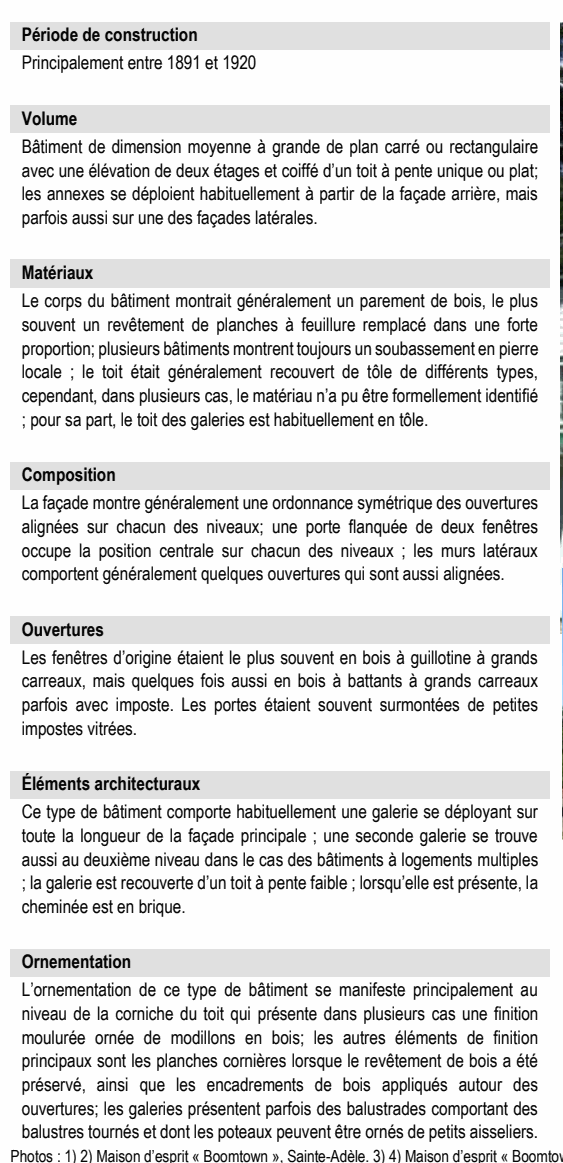 Période de construction
Principalement entre 1891 et 1920
Volume
Bâtiment de dimension moyenne à grande de plan carré ou rectangulaire
avec une élévation de deux étages et coiffé d'un toit à pente unique ou plat;
les annexes se déploient habituellement à partir de la façade arrière, mais
parfois aussi sur une des façades latérales.
Matériaux
Le corps du bâtiment montrait généralement un parement de bois, le plus
souvent un revêtement de planches à feuillure remplacé dans une forte
proportion; plusieurs bâtiments montrent toujours un soubassement en pierre
locale ; le toit était généralement recouvert de tôle de différents types,
cependant, dans plusieurs cas, le matériau n'a pu être formellement identifié
; pour sa part, le toit des galeries est habituellement en tôle.
Composition
La façade montre généralement une ordonnance symétrique des ouvertures
alignées sur chacun des niveaux; une porte flanquée de deux fenêtres
occupe la position centrale sur chacun des niveaux ; les murs latéraux
comportent généralement quelques ouvertures qui sont aussi alignées.
Ouvertures
Les fenêtres d'origine étaient le plus souvent en bois à guillotine à grands
carreaux, mais quelques fois aussi en bois à battants à grands carreaux
parfois avec imposte. Les portes étaient souvent surmontées de petites
impostes vitrées.
Éléments architecturaux
Ce type de bâtiment comporte habituellement une galerie se déployant sur
toute la longueur de la façade principale ; une seconde galerie se trouve
aussi au deuxième niveau dans le cas des bâtiments à logements multiples
; la galerie est recouverte d'un toit à pente faible ; lorsqu'elle est présente, la
cheminée est en brique.
Ornementation
L'ornementation de ce type de bâtiment se manifeste principalement au
niveau de la corniche du toit qui présente dans plusieurs cas une finition
moulurée ornée de modillons en bois; les autres éléments de finition
principaux sont les planches cornières lorsque le revêtement de bois a été
préservé, ainsi que les encadrements de bois appliqués autour des
ouvertures; les galeries présentent parfois des balustrades comportant des
balustres tournés et dont les poteaux peuvent être ornés de petits aisseliers.
Photos : 1) 2) Maison d'esprit « Boomtown », Sainte-Adèle. 3) 4) Maison d'esprit « Boomtow